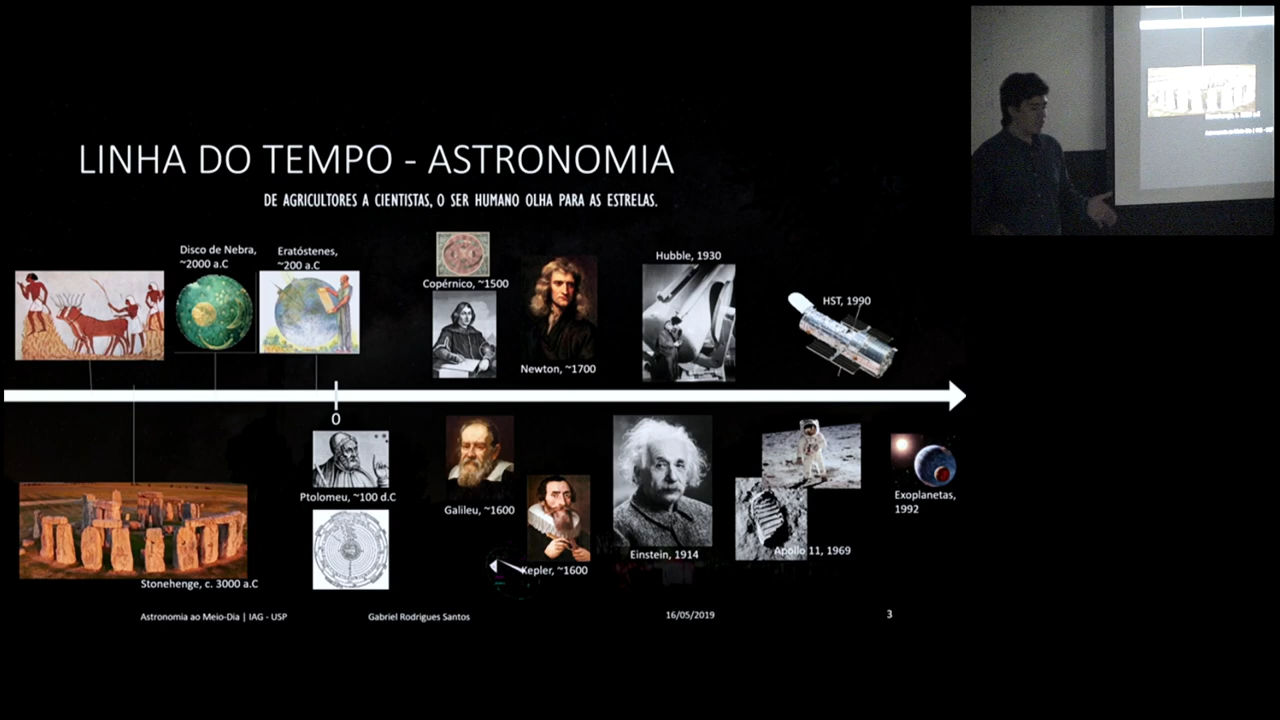 LINHA DO TEMPO - ASTRONOMIA
DE AGRICULTORES A CIENTISTAS, O SER HUMANO OLHA PARA AS ESTRELAS.
Disco de Nebra,
~2000 a.C
Eratóstenes,
~200 a.C
Copérnico, ~1500
Newton, ~1700
Hubble, 1930
HST, 1990
0
Ptolomeu, ~100 d.C
Galileu, ~1600
Kepler, ~1600
Einstein, 1914
Apollo 11, 1969
Exoplanetas,
1992
Stonehenge, c. 3000 a.C
Astronomia ao Meio-Dia | IAG - USP
Gabriel Rodrigues Santos
16/05/2019
3